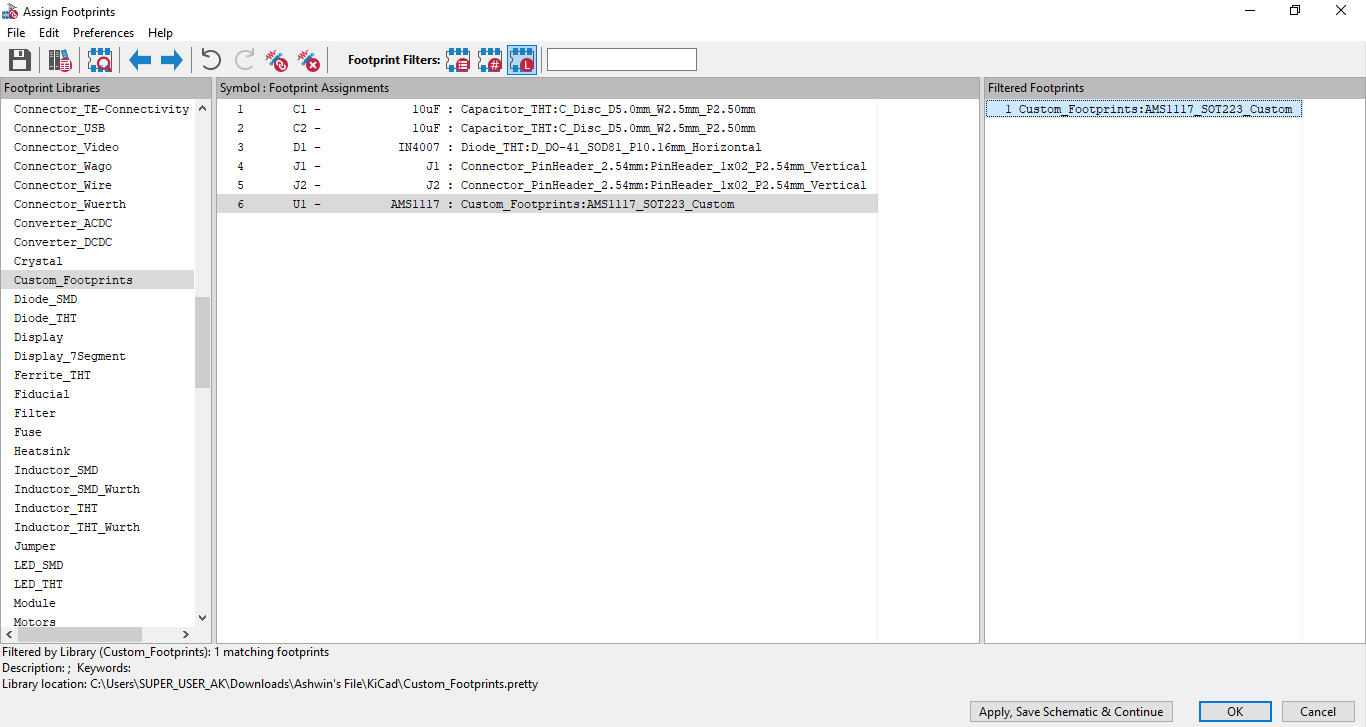 Assign Footprints
File Edit Preferences Help
Footprint Filters:
Footprint Libraries
Connector_TE-Connectivity
Connector_USB
Connector_Video
Connector_Wago
Connector_Wire
Connector_Wuerth
Converter_ACDC
Converter_DCDC
Crystal
Custom_Footprints
Diode_SMD
Diode_THT
Display
Display_7Segment
Ferrite_THT
Fiducial
Filter
Fuse
Heatsink
Inductor_SMD
Inductor_SMD_Wurth
Inductor_THT
Inductor_THT_Wurth
Jumper
LED_SMD
LED_THT
Module
Motors
Symbol : Footprint Assignments
1 C1 - 10uF : Capacitor_THT:C_Disc_D5.0mm_W2.5mm_P2.50mm
2 C2 - 10uF : Capacitor_THT:C_Disc_D5.0mm_W2.5mm_P2.50mm
3 D1 - IN4007 : Diode_THT:D_DO-41_SOD81_P10.16mm_Horizontal
4 J1 - J1 : Connector_PinHeader_2.54mm:PinHeader_1x02_P2.54mm_Vertical
5 J2 - J2 : Connector_PinHeader_2.54mm:PinHeader_1x02_P2.54mm_Vertical
6 U1 - AMS1117 : Custom_Footprints:AMS1117_SOT223_Custom
Filtered Footprints
1 Custom_Footprints:AMS1117_SOT223_Custom
Filtered by Library (Custom_Footprints): 1 matching footprints
Description: ; Keywords:
Library location: C:\Users\SUPER_USER_AK\Downloads\Ashwin's File\KiCad\Custom_Footprints.pretty
Apply, Save Schematic & Continue OK Cancel